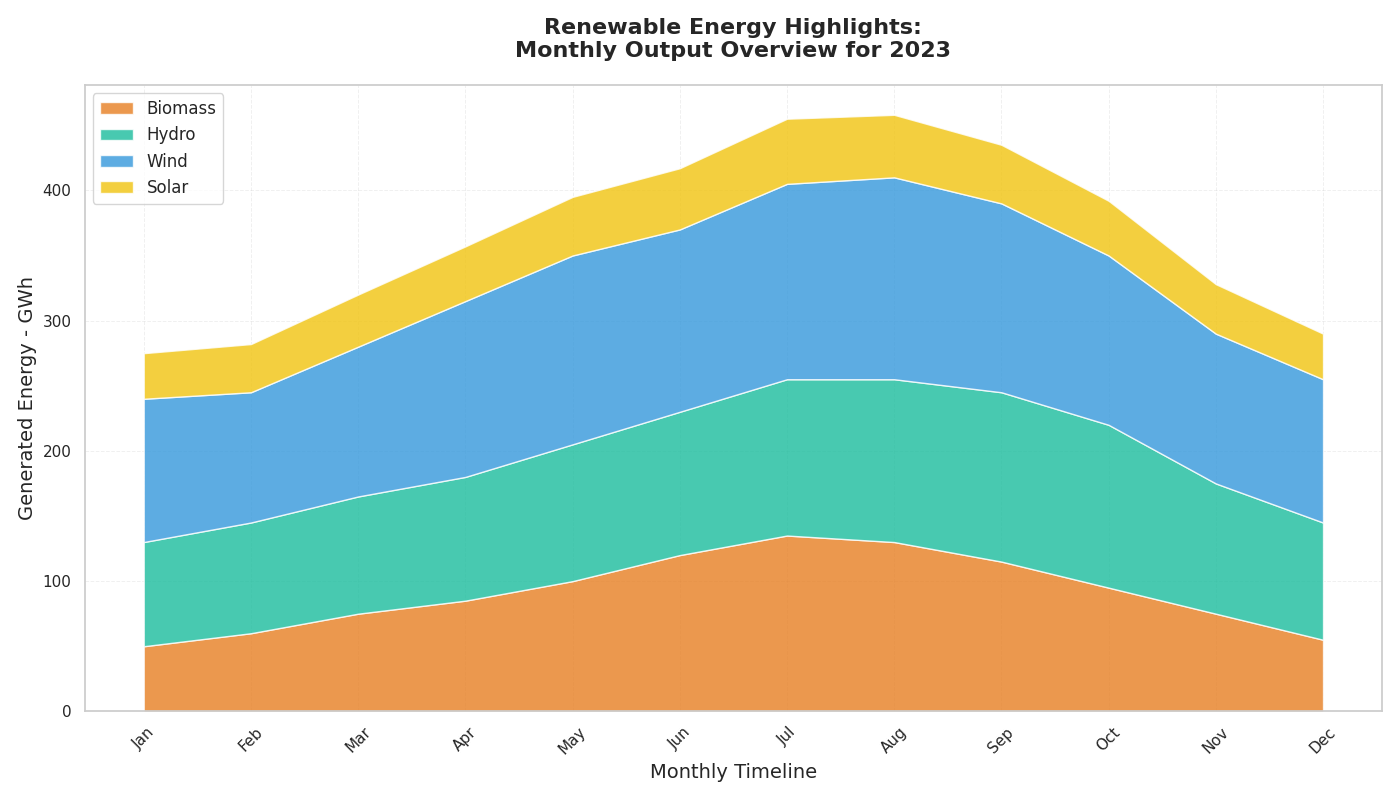 Renewable Energy Highlights:
Monthly Output Overview for 2023
Biomass
Hydro
Wind
Solar
Generated Energy - GWh
400
300
200
100
0
Jan
Feb
Mar
Apr
May
Jun
Jul
Aug
Sep
Oct
Nov
Dec
Monthly Timeline